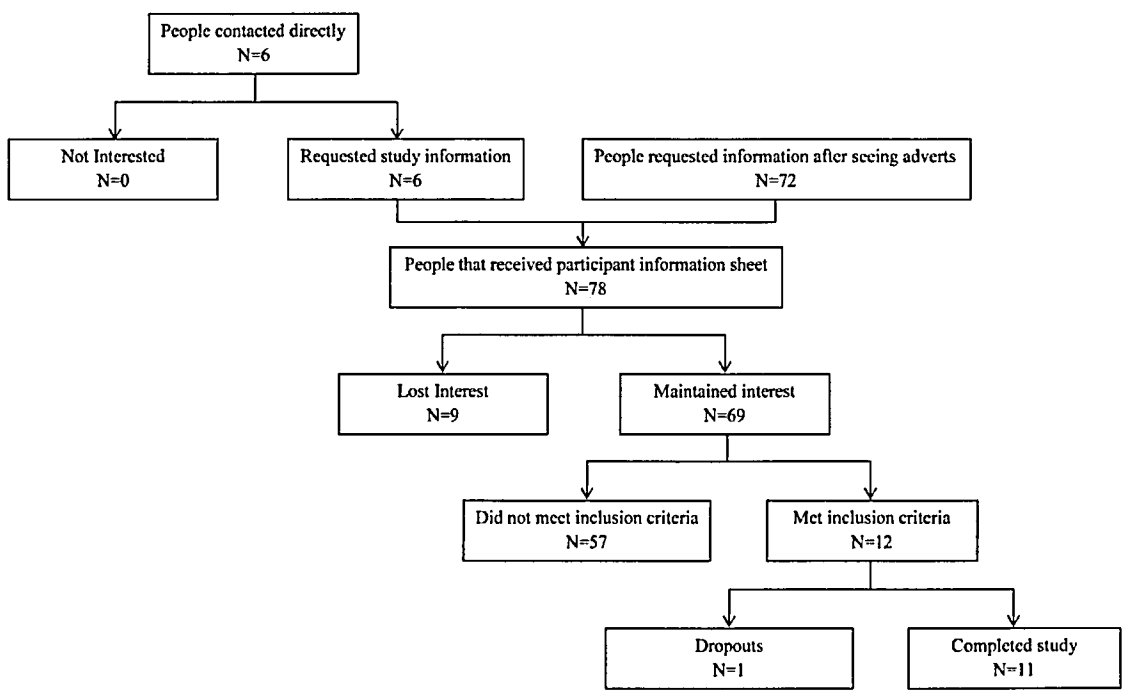 People contacted directly
N=6
Not Interested
N=0
Requested study information
N=6
People requested information after seeing adverts
N=72
People that received participant information sheet
N=78
Lost Interest
N=9
Maintained interest
N=69
Did not meet inclusion criteria
N=57
Met inclusion criteria
N=12
Dropouts
N=1
Completed study
N=11